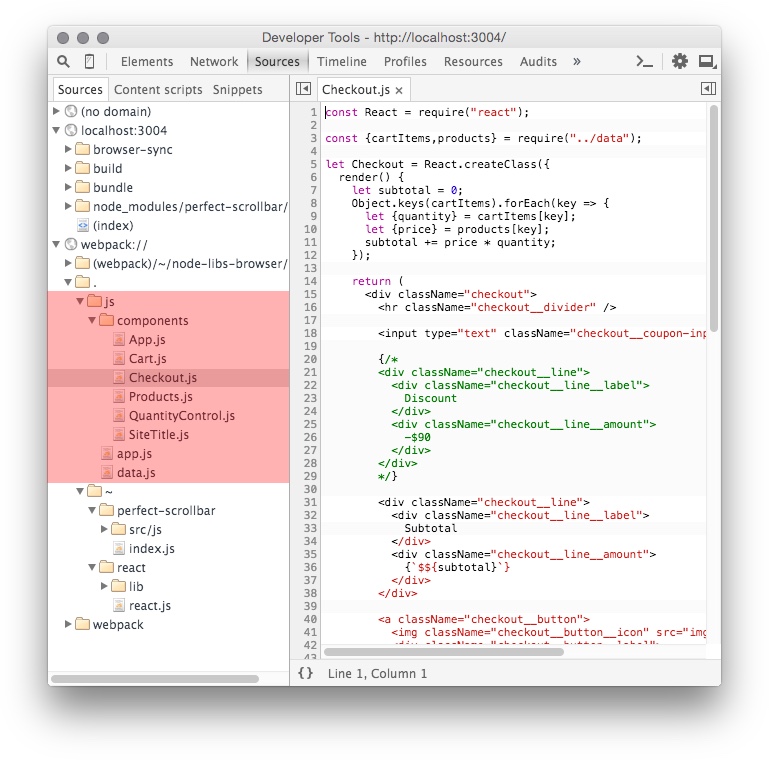 Developer Tools - http://localhost:3004/
Elements Network Sources Timeline Profiles Resources Audits »
Sources Content scripts Snippets
Checkout.js ×
(no domain)
localhost:3004
browser-sync
build
bundle
node_modules/perfect-scrollbar/
(index)
webpack://
(webpack)/~/node-libs-browser/
.
js
components
App.js
Cart.js
Checkout.js
Products.js
QuantityControl.js
SiteTitle.js
app.js
data.js
~
perfect-scrollbar
src/js
index.js
react
lib
react.js
webpack
1 const React = require("react");
2
3 const {cartItems,products} = require("../data");
4
5 let Checkout = React.createClass({
6   render() {
7     let subtotal = 0;
8     Object.keys(cartItems).forEach(key => {
9       let {quantity} = cartItems[key];
10       let {price} = products[key];
11       subtotal += price * quantity;
12     });
13
14     return (
15       <div className="checkout">
16         <hr className="checkout__divider" />
17
18         <input type="text" className="checkout__coupon-inp
19
20         {/*
21         <div className="checkout__line">
22           <div className="checkout__line__label">
23             Discount
24           </div>
25           <div className="checkout__line__amount">
26             -$90
27           </div>
28         </div>
29         */}
30
31         <div className="checkout__line">
32           <div className="checkout__line__label">
33             Subtotal
34           </div>
35           <div className="checkout__line__amount">
36             {`$${subtotal}`}
37           </div>
38         </div>
39
40         <a className="checkout__button">
41           <img className="checkout__button__icon" src="img
42           <div className="checkout__button__label">
43
{} Line 1, Column 1